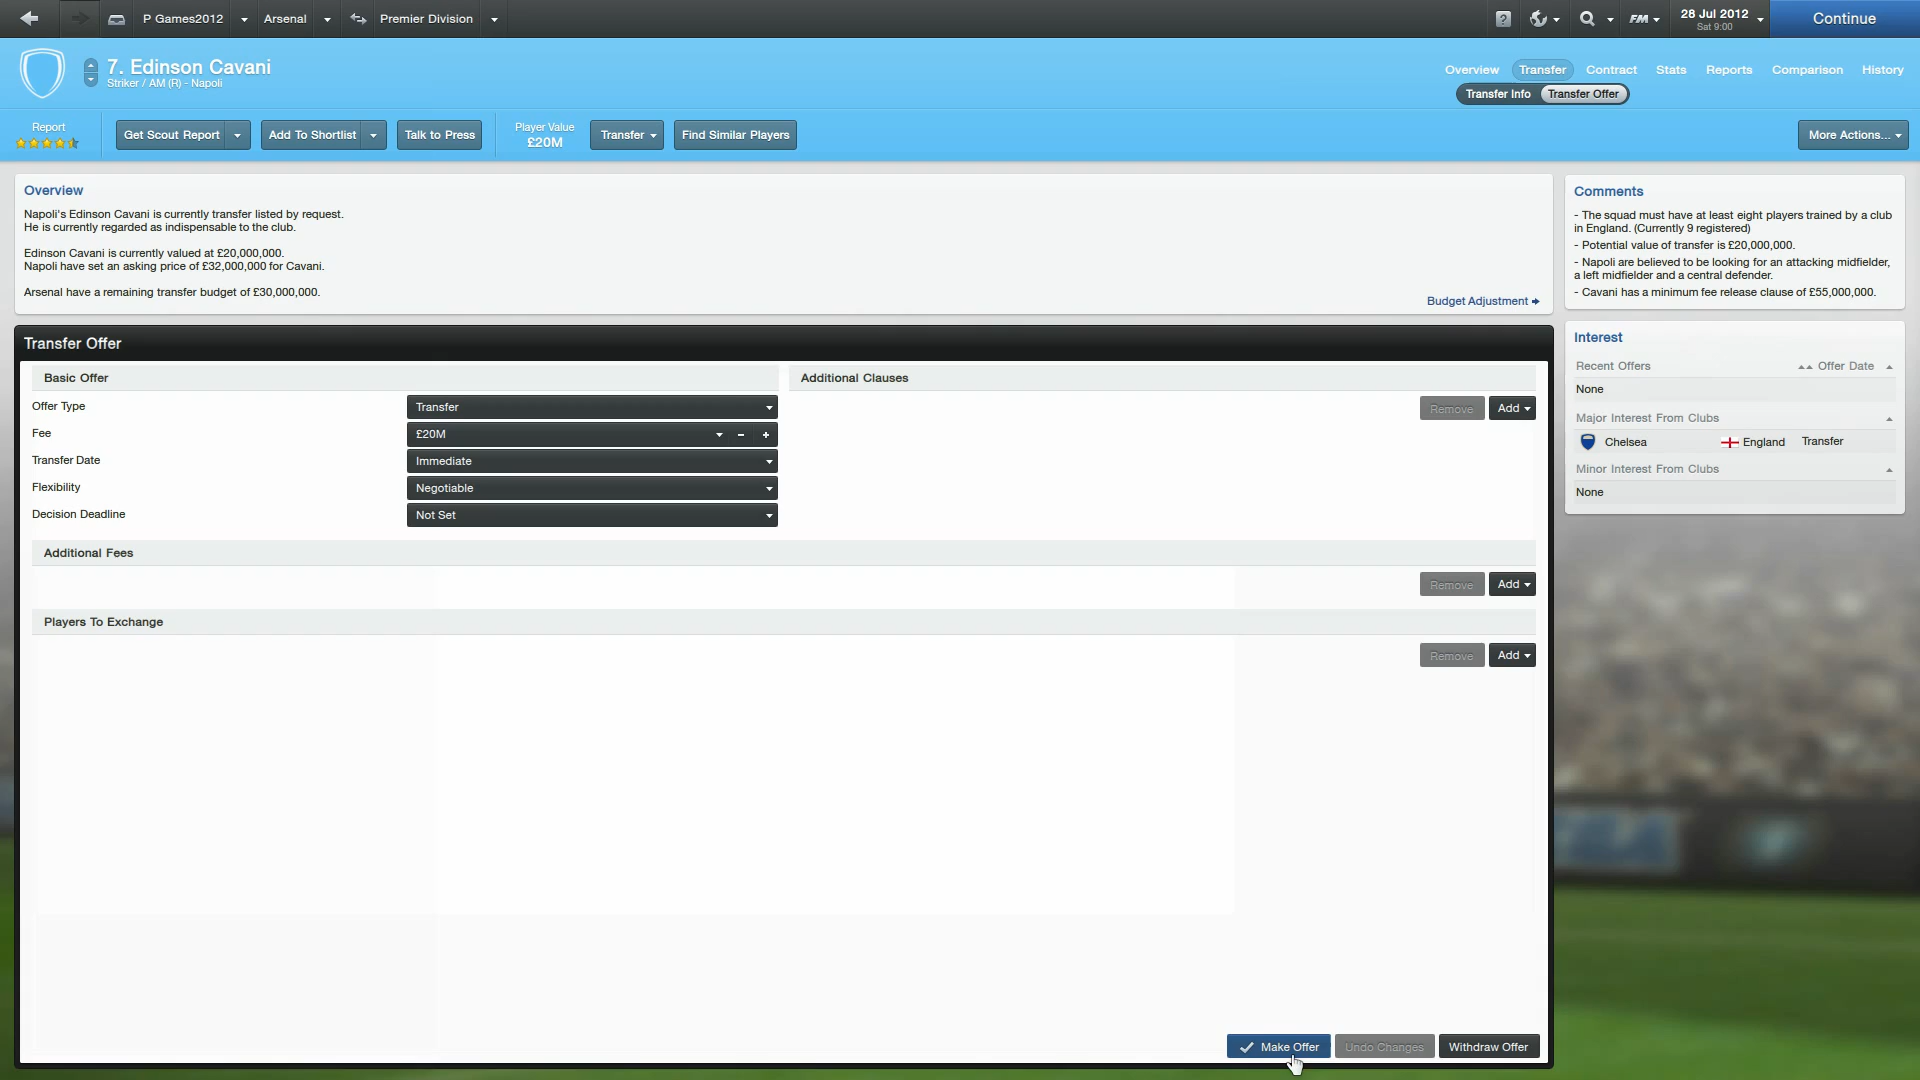 P Games2012 Arsenal Premier Division ? FM 28 Jul 2012 Continue
Sat 9:00
7. Edinson Cavani
Striker / AM (R) - Napoli
Overview Transfer Contract Stats Reports Comparison History
Transfer Info Transfer Offer
Report
Get Scout Report Add To Shortlist Talk to Press
Player Value
£20M
Transfer Find Similar Players More Actions...
Overview
Napoli's Edinson Cavani is currently transfer listed by request.
He is currently regarded as indispensable to the club.
Edinson Cavani is currently valued at £20,000,000.
Napoli have set an asking price of £32,000,000 for Cavani.
Arsenal have a remaining transfer budget of £30,000,000.
Budget Adjustment
Comments
- The squad must have at least eight players trained by a club
in England. (Currently 9 registered)
- Potential value of transfer is £20,000,000.
- Napoli are believed to be looking for an attacking midfielder,
a left midfielder and a central defender.
- Cavani has a minimum fee release clause of £55,000,000.
Transfer Offer
Basic Offer
Offer Type Transfer
Fee £20M - +
Transfer Date Immediate
Flexibility Negotiable
Decision Deadline Not Set
Additional Clauses
Remove Add
Additional Fees
Remove Add
Players To Exchange
Remove Add
Make Offer Undo Changes Withdraw Offer
Interest
Recent Offers Offer Date
None
Major Interest From Clubs
Chelsea England Transfer
Minor Interest From Clubs
None